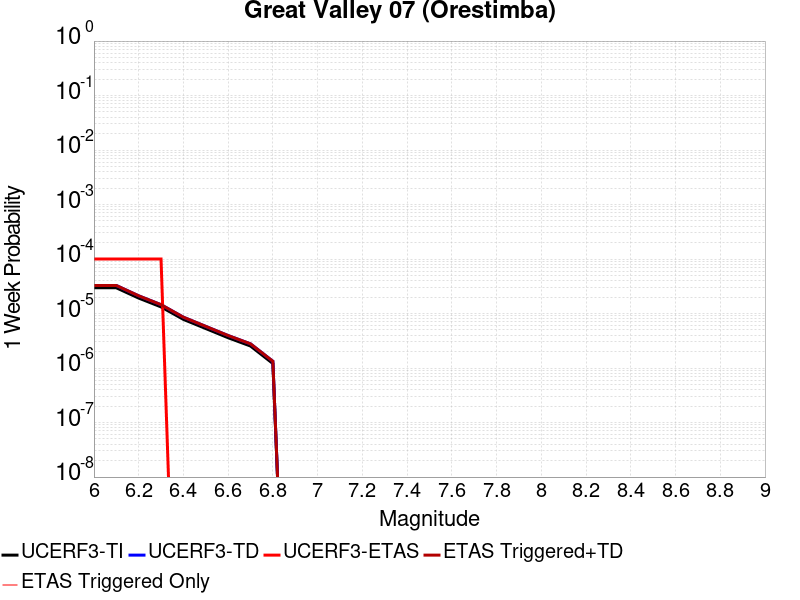 Great Valley 07 (Orestimba)
10^0
10^-1
10^-2
10^-3
10^-4
10^-5
10^-6
10^-7
10^-8
1 Week Probability
6 6.2 6.4 6.6 6.8 7 7.2 7.4 7.6 7.8 8 8.2 8.4 8.6 8.8 9
Magnitude
UCERF3-TI UCERF3-TD UCERF3-ETAS ETAS Triggered+TD
ETAS Triggered Only